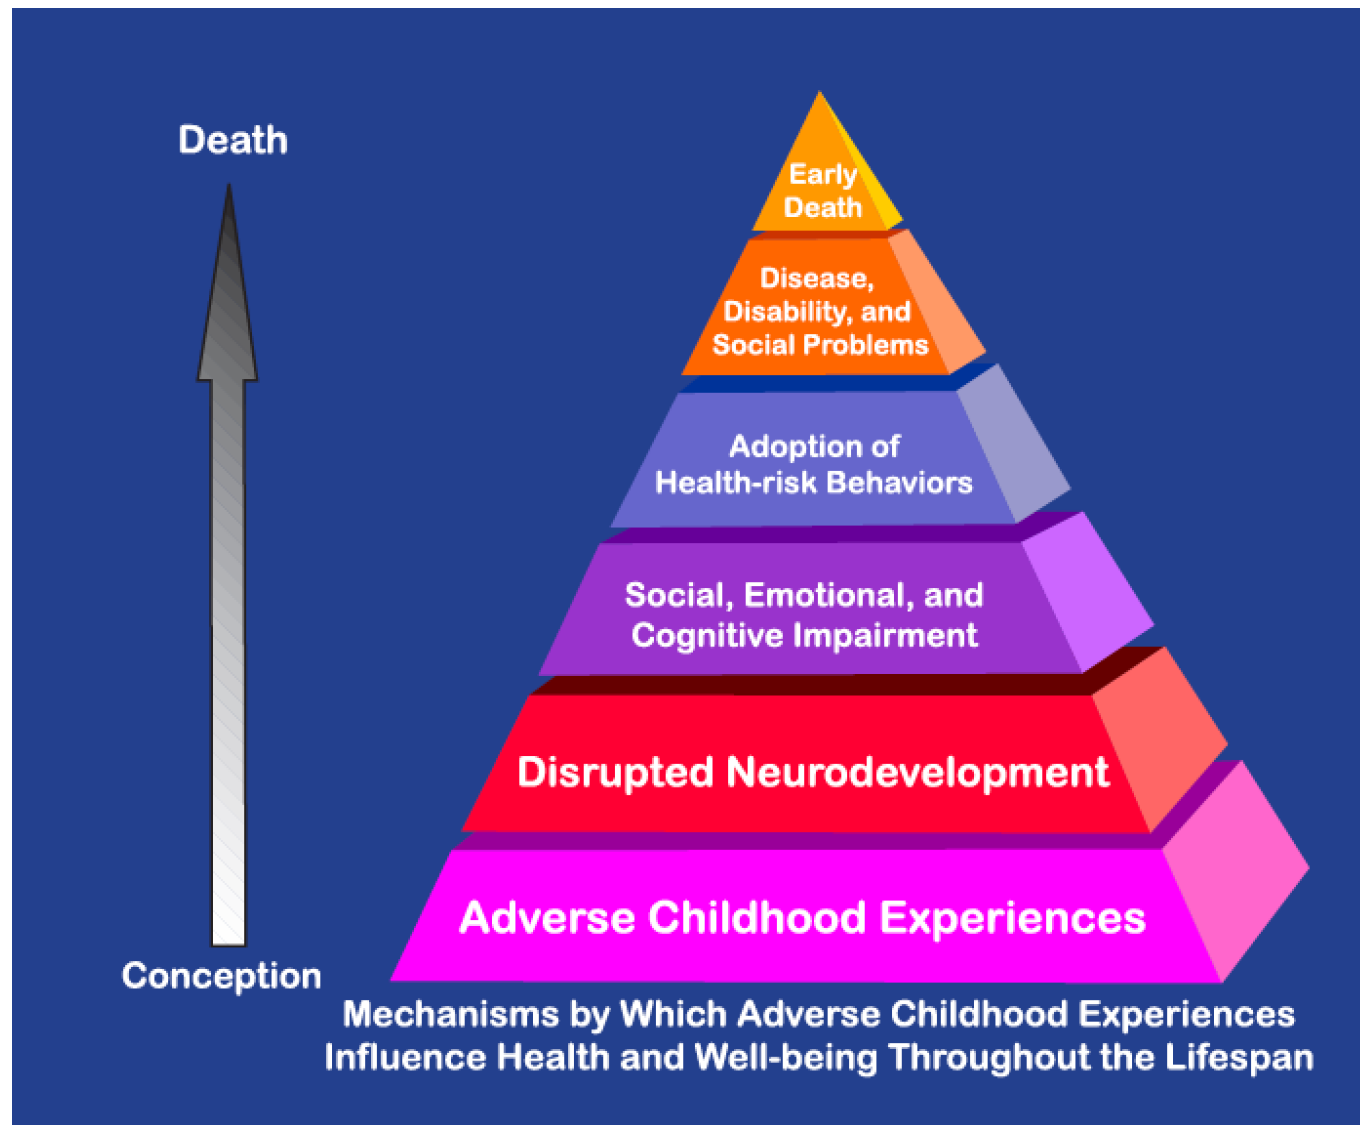 Death
Early
Death
Disease,
Disability, and
Social Problems
Adoption of
Health-risk Behaviors
Social, Emotional, and
Cognitive Impairment
Disrupted Neurodevelopment
Adverse Childhood Experiences
Conception
Mechanisms by Which Adverse Childhood Experiences
Influence Health and Well-being Throughout the Lifespan